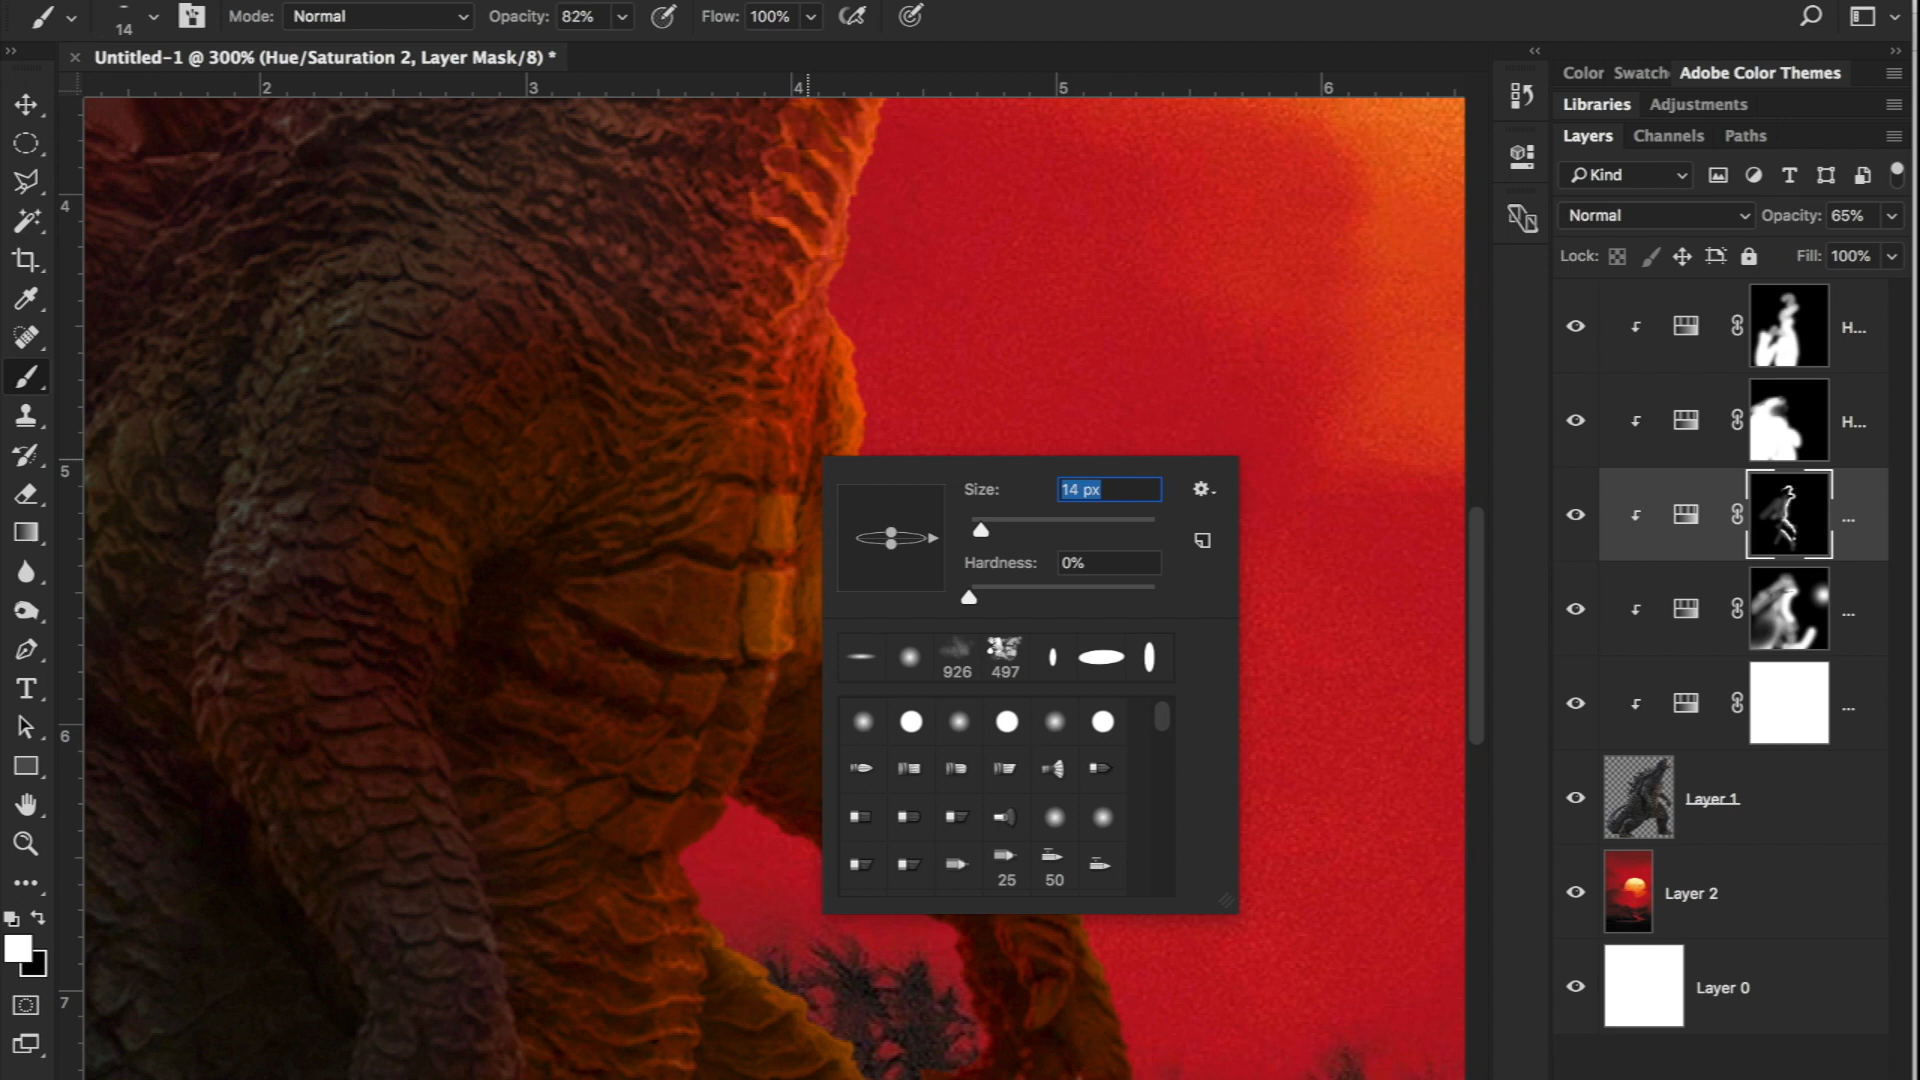 14
Mode: Normal
Opacity: 82%
Flow: 100%
Untitled-1 @ 300% (Hue/Saturation 2, Layer Mask/8) *
2 3 4 5 6
4
5
6
7
Size: 14 px
Hardness: 0%
926 497
25 50
Color Swatch Adobe Color Themes
Libraries Adjustments
Layers Channels Paths
Kind
Normal Opacity: 65%
Lock: Fill: 100%
H...
H...
...
...
...
Layer 1
Layer 2
Layer 0